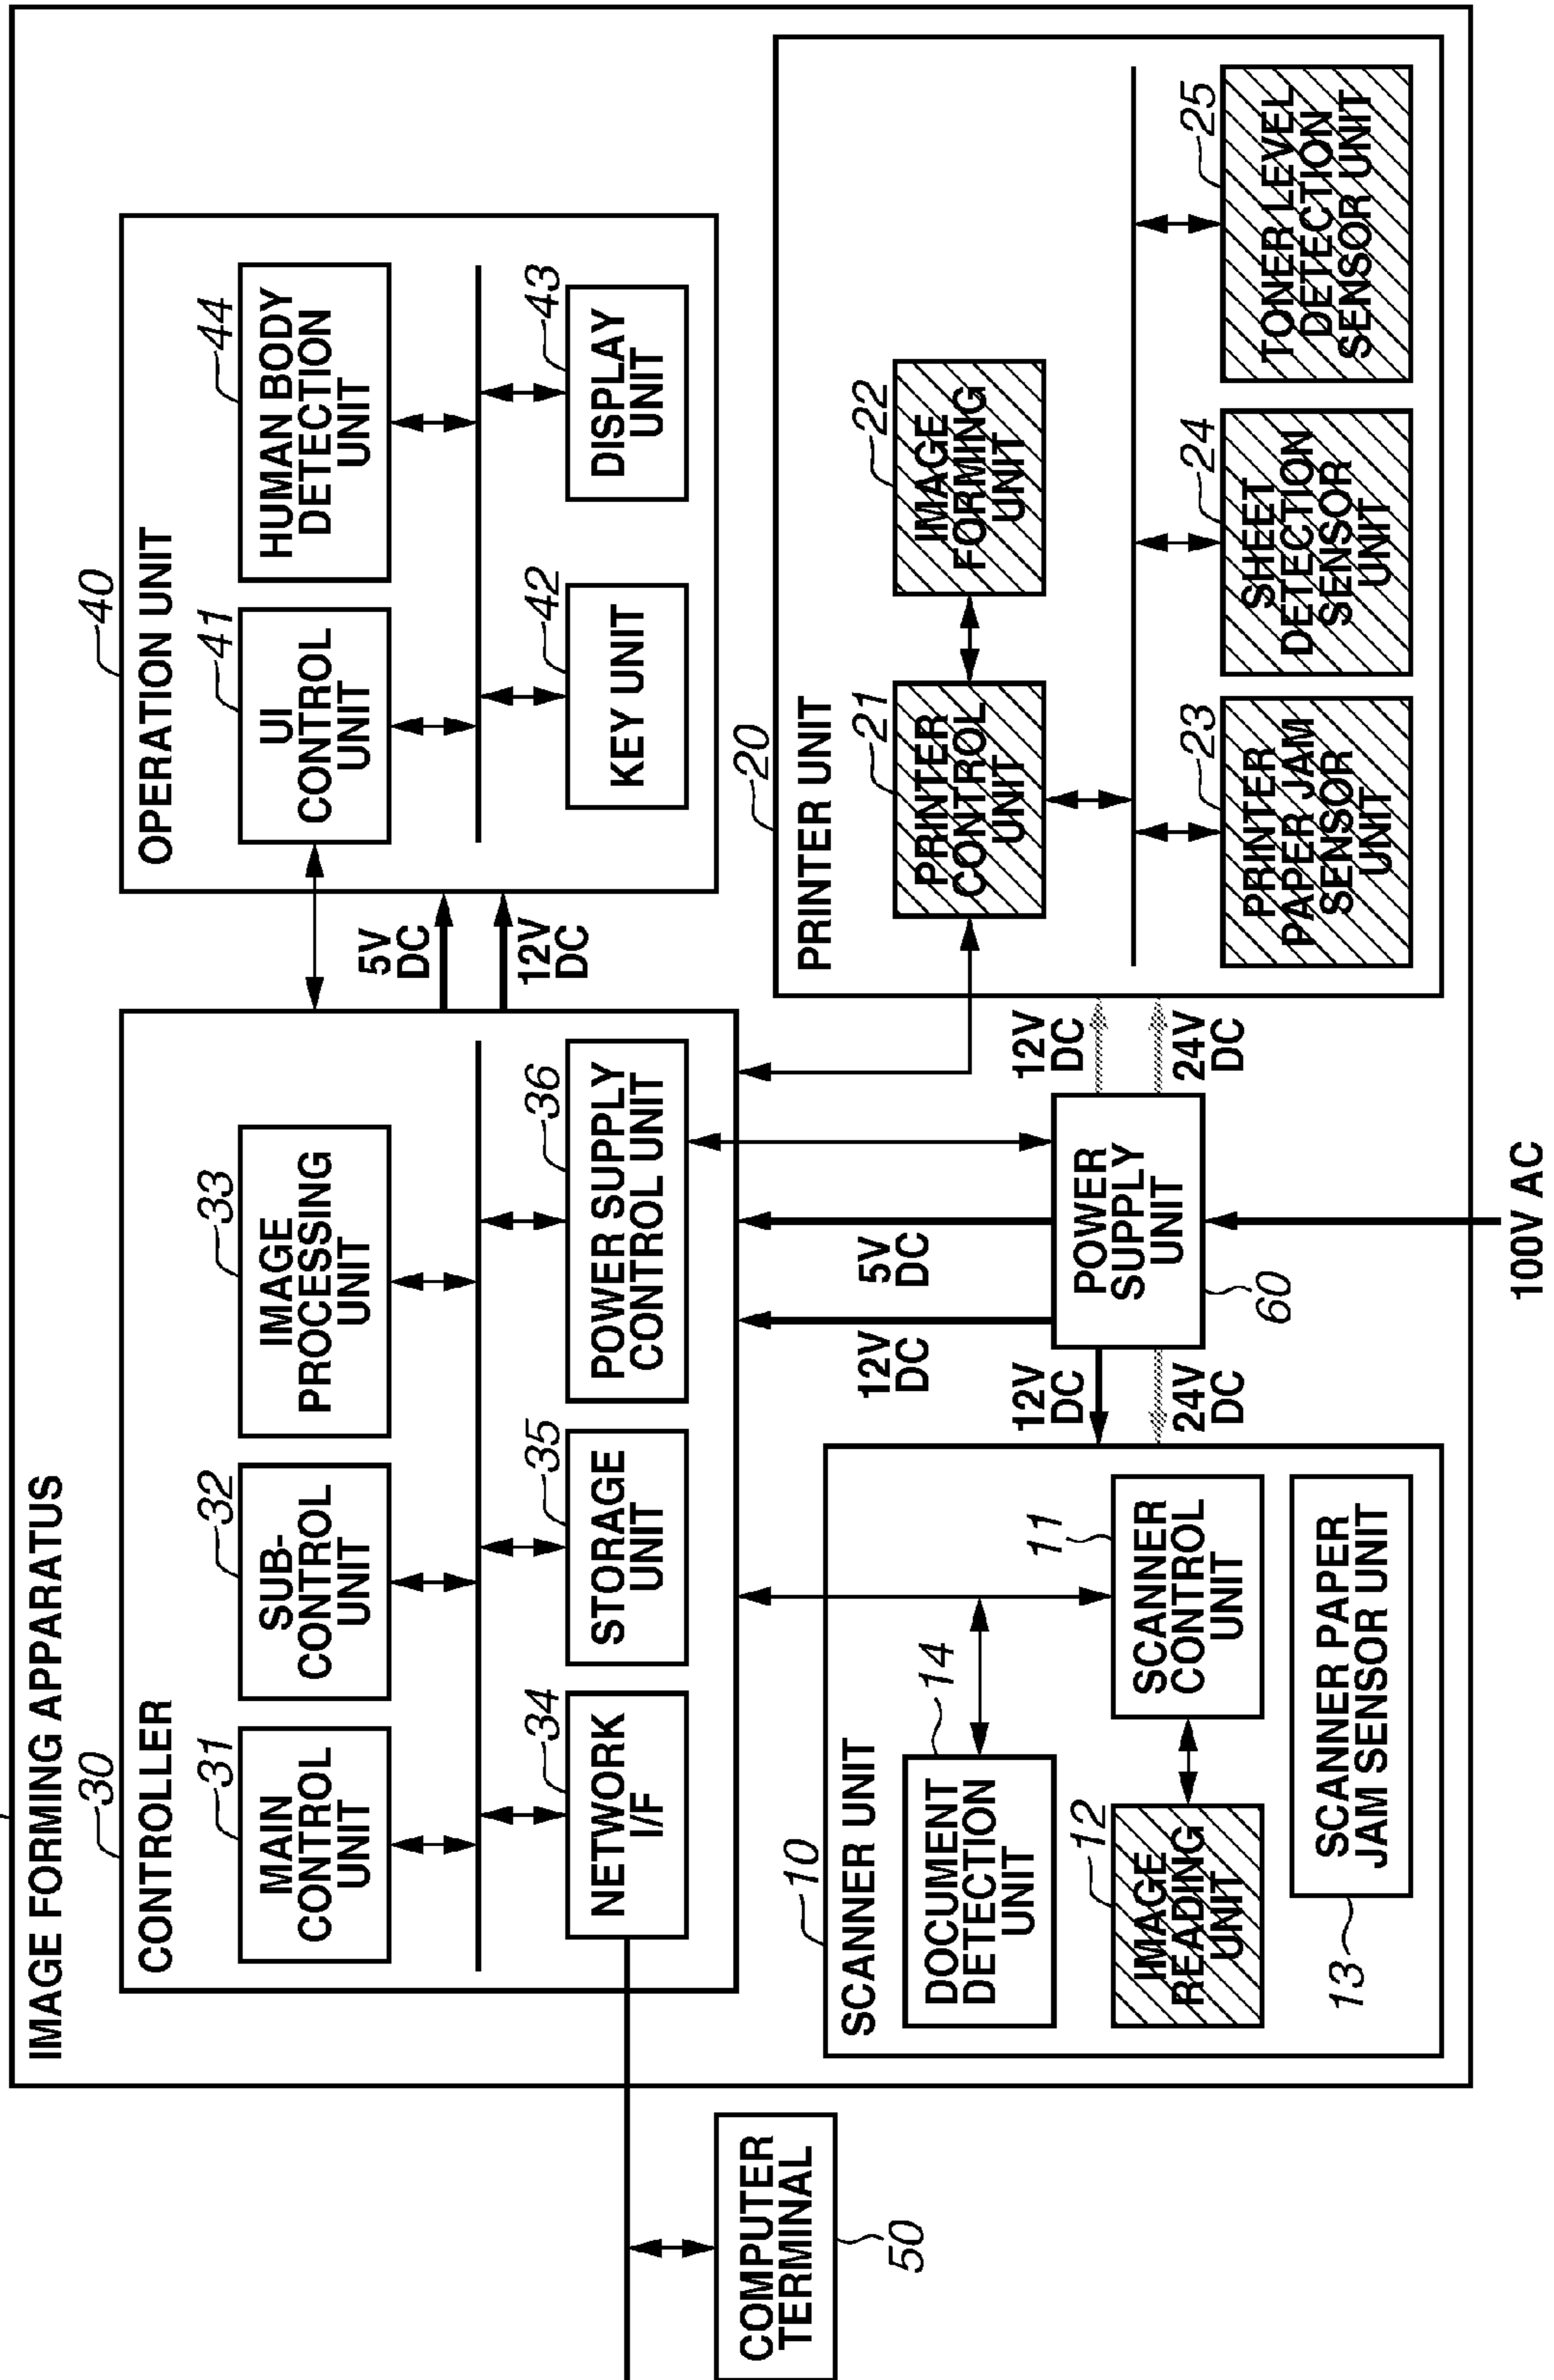 IMAGE FORMING APPARATUS
30
CONTROLLER
31
MAIN
CONTROL
UNIT
32
SUB-
CONTROL
UNIT
33
IMAGE
PROCESSING
UNIT
34
NETWORK
I/F
35
STORAGE
UNIT
36
POWER SUPPLY
CONTROL UNIT
5V
DC
12V
DC
40
OPERATION UNIT
41
UI
CONTROL
UNIT
44
HUMAN BODY
DETECTION
UNIT
42
KEY UNIT
43
DISPLAY
UNIT
COMPUTER
TERMINAL
50
10
SCANNER UNIT
14
DOCUMENT
DETECTION
UNIT
12
IMAGE
READING
UNIT
11
SCANNER
CONTROL
UNIT
SCANNER PAPER
JAM SENSOR UNIT
13
12V
DC
5V
DC
12V
DC
24V
DC
POWER
SUPPLY
UNIT
60
12V
DC
24V
DC
100V AC
20
PRINTER UNIT
21
PRINTER
CONTROL
UNIT
22
IMAGE
FORMING
UNIT
23
PRINTER
PAPER JAM
SENSOR
UNIT
24
SHEET
DETECTION
SENSOR
UNIT
25
TONER LEVEL
DETECTION
SENSOR UNIT